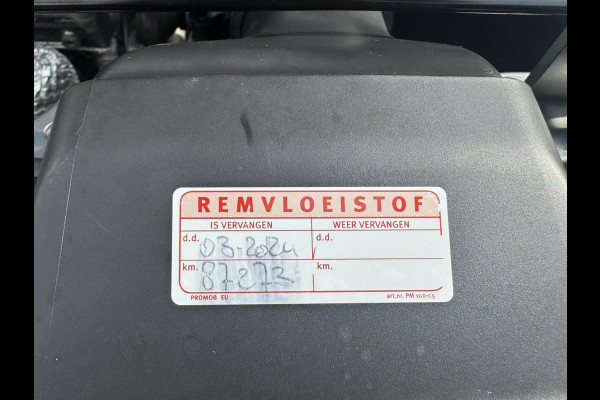 REMVLOEISTOF
IS VERVANGEN WEER VERVANGEN
d.d. 03-2024 d.d.
km. 87273 km.
PROMOB EU art.nr. PM 160-C5